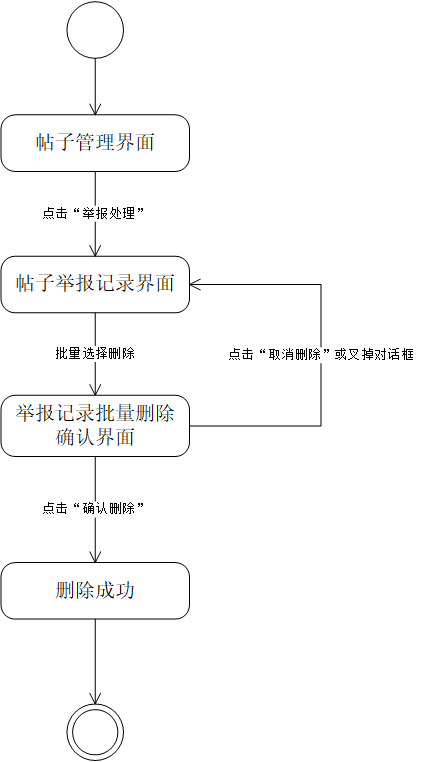 帖子管理界面
点击“举报处理”
帖子举报记录界面
批量选择删除
点击“取消删除”或叉掉对话框
举报记录批量删除
确认界面
点击“确认删除”
删除成功